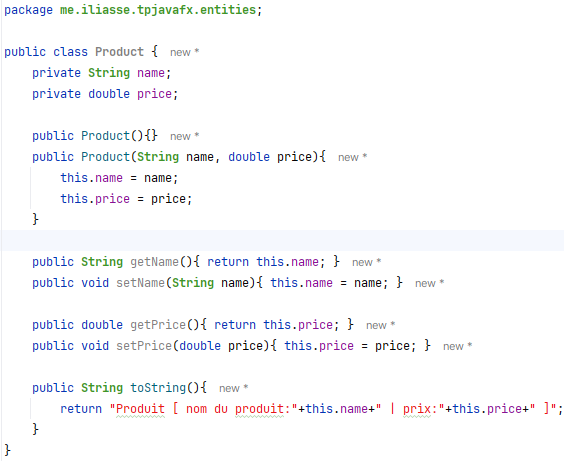 package me.iliasse.tpjavafx.entities;
public class Product { new *
private String name;
private double price;
public Product(){} new *
public Product(String name, double price){ new *
this.name = name;
this.price = price;
}
public String getName(){ return this.name; } new *
public void setName(String name){ this.name = name; } new *
public double getPrice(){ return this.price; } new *
public void setPrice(double price){ this.price = price; } new *
public String toString(){ new *
return "Produit [ nom du produit:"+this.name+" | prix:"+this.price+" ]";
}
}